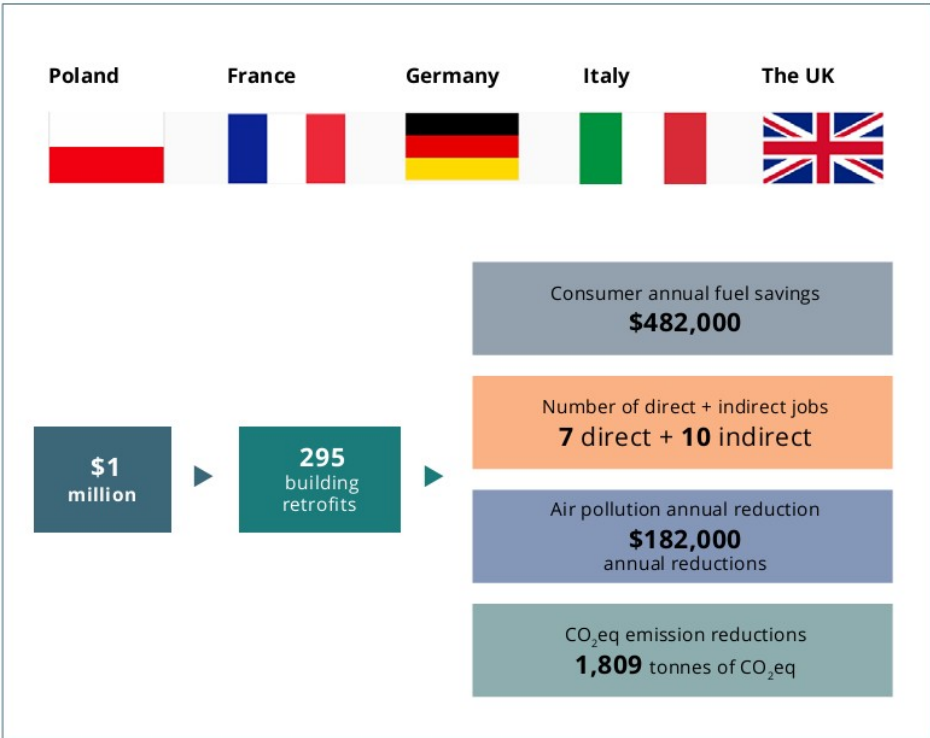 Poland
France
Germany
Italy
The UK
$1
million
295
building
retrofits
Consumer annual fuel savings
$482,000
Number of direct + indirect jobs
7 direct + 10 indirect
Air pollution annual reduction
$182,000
annual reductions
CO₂eq emission reductions
1,809 tonnes of CO₂eq